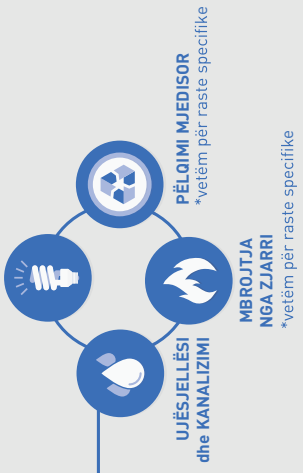 PËLQIMI MJEDISOR
*vetëm për raste specifike
MBROJTJA
NGA ZJARRI
*vetëm për raste specifike
UJËSJELLËSI
dhe KANALIZIMI